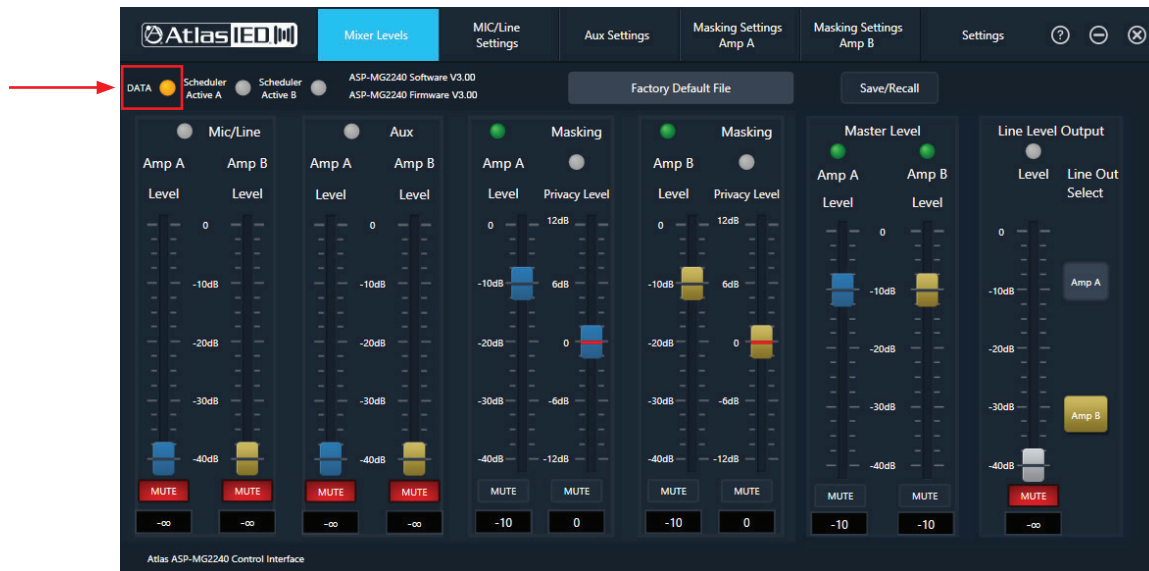 AtlasIED
Mixer Levels
MIC/Line
Settings
Aux Settings
Masking Settings
Amp A
Masking Settings
Amp B
Settings
?
DATA
Scheduler
Active A
Scheduler
Active B
ASP-MG2240 Software V3.00
ASP-MG2240 Firmware V3.00
Factory Default File
Save/Recall
Mic/Line
Amp A Amp B
Level Level
0
-10dB
-20dB
-30dB
-40dB
MUTE MUTE
-∞ -∞
Aux
Amp A Amp B
Level Level
0
-10dB
-20dB
-30dB
-40dB
MUTE MUTE
-∞ -∞
Masking
Amp A
Level Privacy Level
0 12dB
-10dB 6dB
-20dB 0
-30dB -6dB
-40dB -12dB
MUTE MUTE
-10 0
Masking
Amp B
Level Privacy Level
0 12dB
-10dB 6dB
-20dB 0
-30dB -6dB
-40dB -12dB
MUTE MUTE
-10 0
Master Level
Amp A Amp B
Level Level
0
-10dB
-20dB
-30dB
-40dB
MUTE MUTE
-10 -10
Line Level Output
Level
Line Out
Select
0
-10dB
-20dB
-30dB
-40dB
Amp A
Amp B
MUTE
-∞
Atlas ASP-MG2240 Control Interface